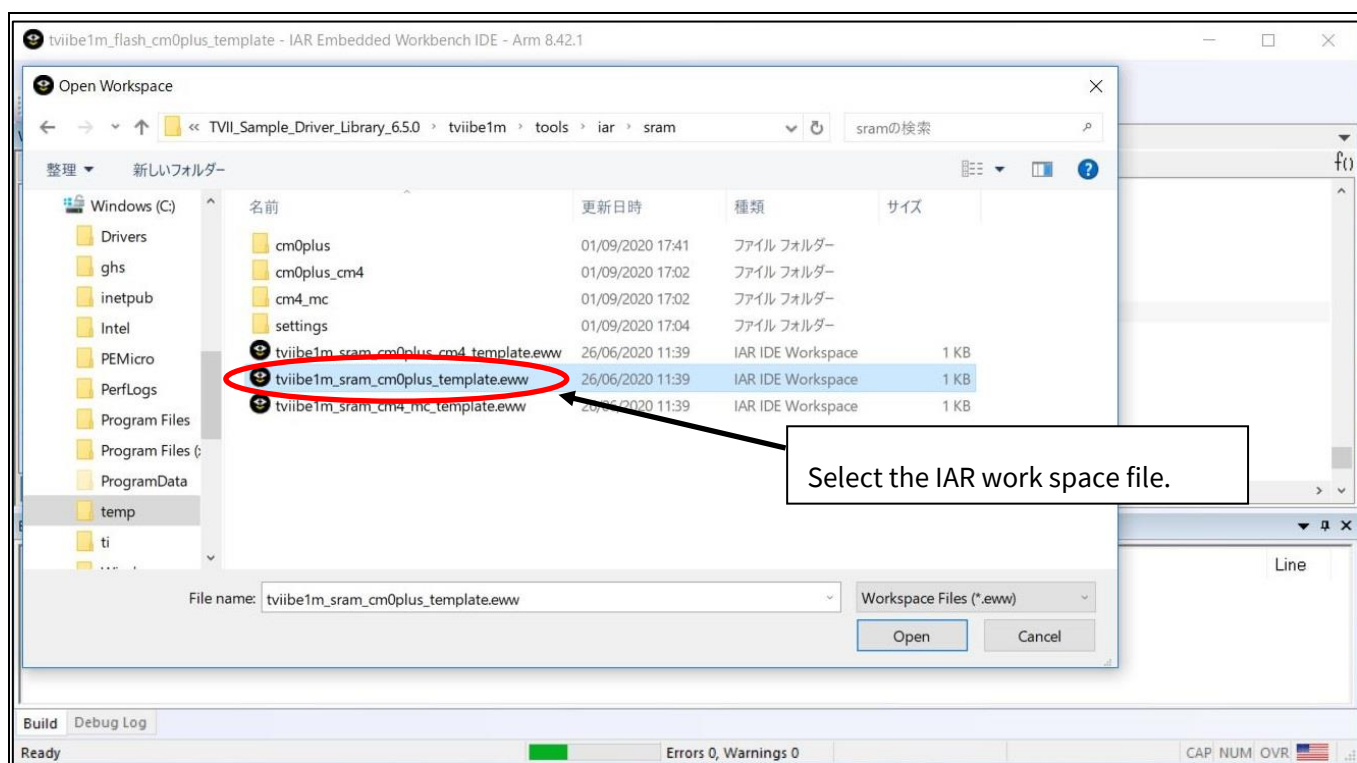 tviibe1m_flash_cm0plus_template - IAR Embedded Workbench IDE - Arm 8.42.1
Open Workspace
« TVII_Sample_Driver_Library_6.5.0 › tviibe1m › tools › iar › sram
sramの検索
整理 ▼ 新しいフォルダー
f()
Windows (C:)
Drivers
ghs
inetpub
Intel
PEMicro
PerfLogs
Program Files
Program Files (
ProgramData
temp
ti
名前 更新日時 種類 サイズ
cm0plus 01/09/2020 17:41 ファイル フォルダー
cm0plus_cm4 01/09/2020 17:02 ファイル フォルダー
cm4_mc 01/09/2020 17:02 ファイル フォルダー
settings 01/09/2020 17:04 ファイル フォルダー
tviibe1m_sram_cm0plus_cm4_template.eww 26/06/2020 11:39 IAR IDE Workspace 1 KB
tviibe1m_sram_cm0plus_template.eww 26/06/2020 11:39 IAR IDE Workspace 1 KB
tviibe1m_sram_cm4_mc_template.eww 26/06/2020 11:39 IAR IDE Workspace 1 KB
Select the IAR work space file.
Line
File name: tviibe1m_sram_cm0plus_template.eww
Workspace Files (*.eww)
Open Cancel
Build Debug Log
Ready Errors 0, Warnings 0 CAP NUM OVR